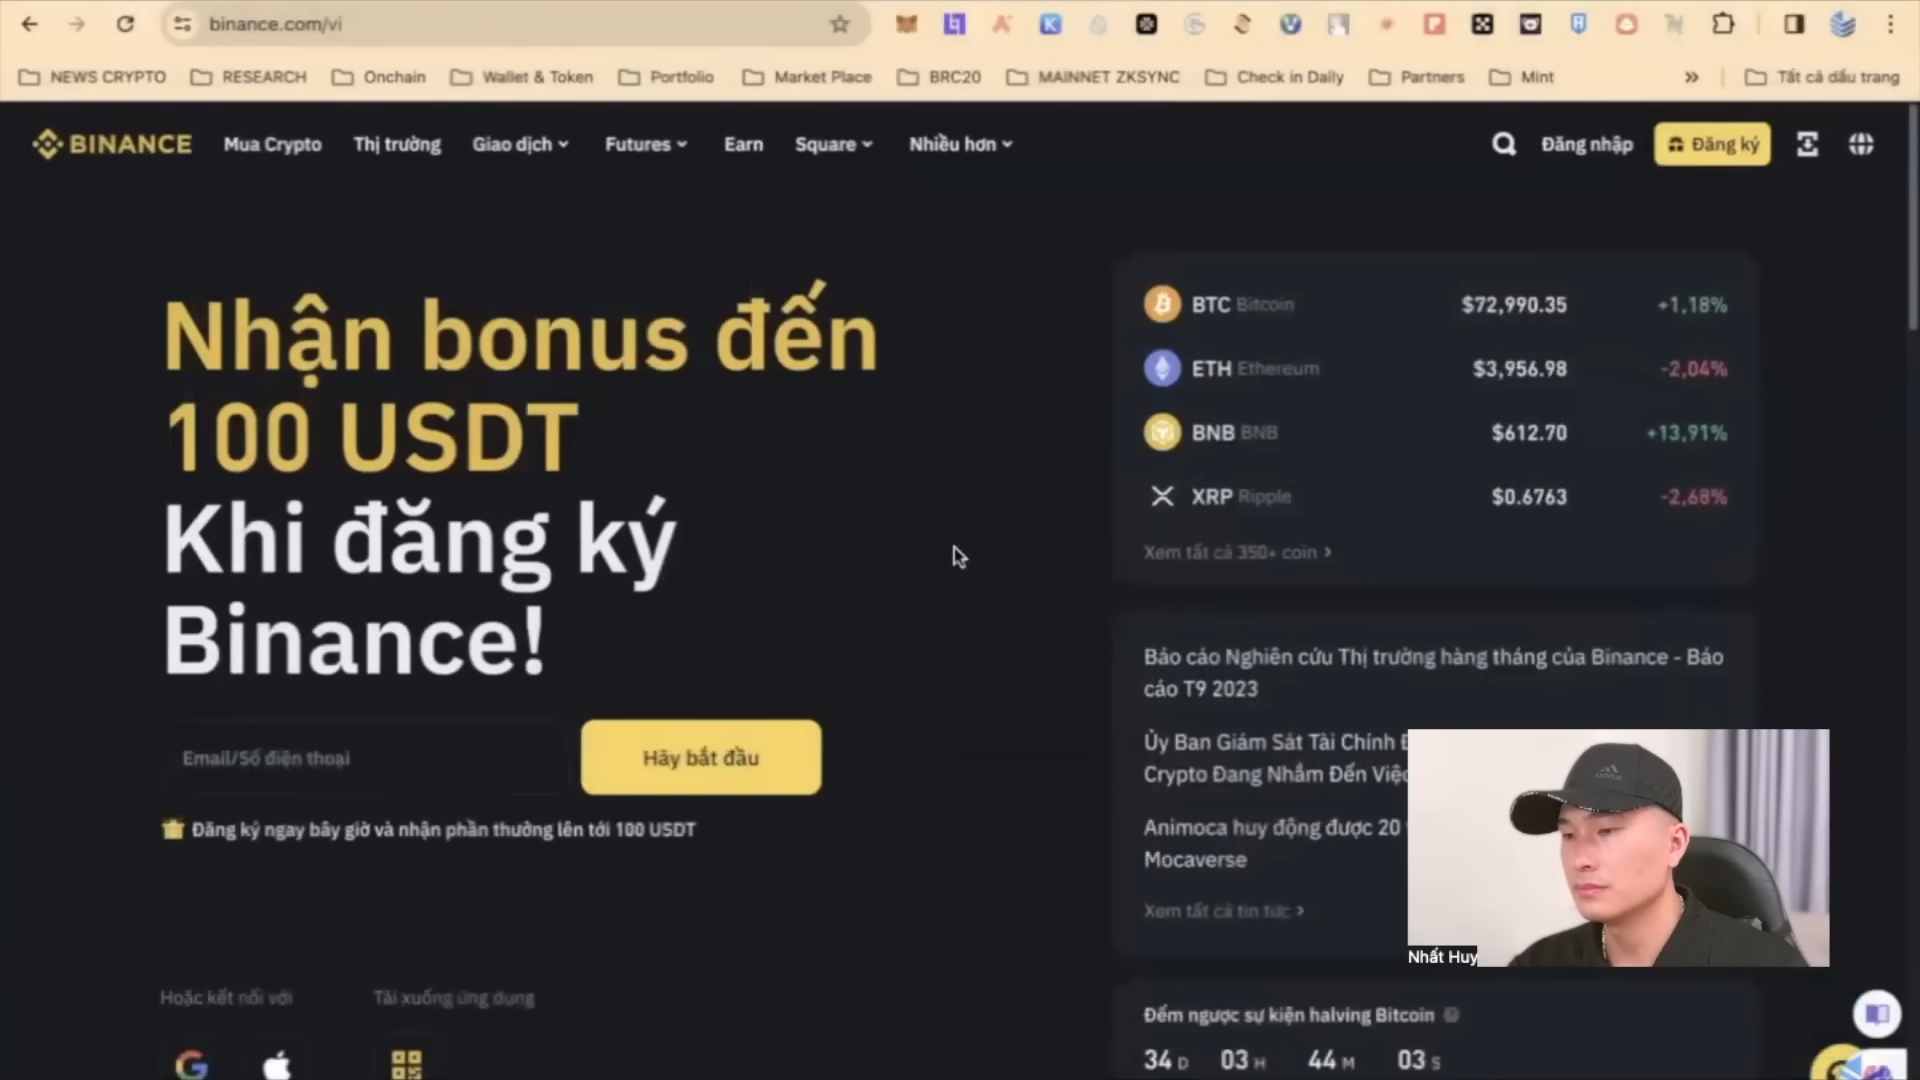 binance.com/vi
NEWS CRYPTO
RESEARCH
Onchain
Wallet & Token
Portfolio
Market Place
BRC20
MAINNET ZKSYNC
Check in Daily
Partners
Mint
»
Tất cả dấu trang
BINANCE
Mua Crypto
Thị trường
Giao dịch
Futures
Earn
Square
Nhiều hơn
Đăng nhập
Đăng ký
Nhận bonus đến
100 USDT
Khi đăng ký
Binance!
Email/Số điện thoại
Hãy bắt đầu
Đăng ký ngay bây giờ và nhận phần thưởng lên tới 100 USDT
Hoặc kết nối với
Tải xuống ứng dụng
BTC Bitcoin $72,990.35 +1,18%
ETH Ethereum $3,956.98 -2,04%
BNB BNB $612.70 +13,91%
XRP Ripple $0.6763 -2,68%
Xem tất cả 350+ coin >
Báo cáo Nghiên cứu Thị trường hàng tháng của Binance - Báo
cáo T9 2023
Ủy Ban Giám Sát Tài Chính
Crypto Đang Nhắm Đến Việc
Animoca huy động được 20
Mocaverse
Xem tất cả tin tức >
Nhất Huy
Đếm ngược sự kiện halving Bitcoin
34 D 03 H 44 M 03 S